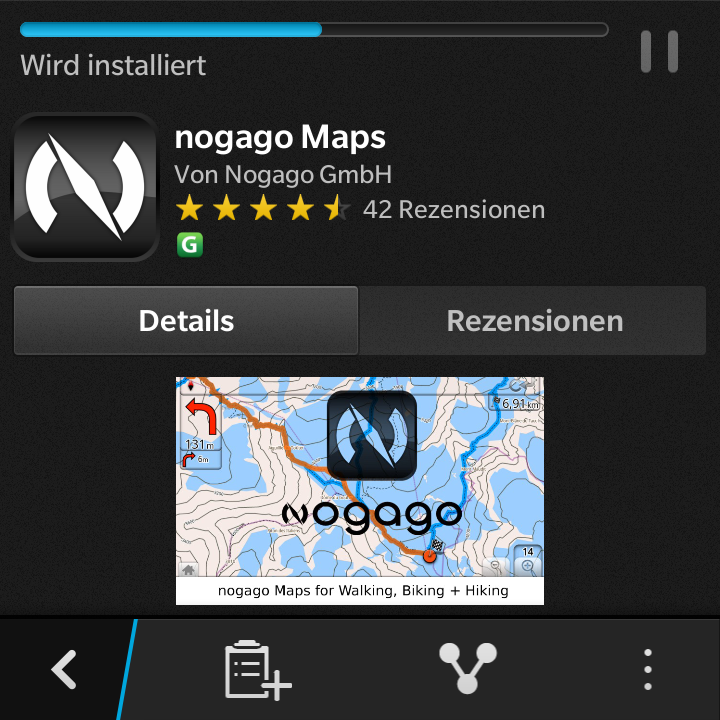 Wird installiert
nogago Maps
Von Nogago GmbH
42 Rezensionen
G
Details
Rezensionen
6,91 km
131 m
6m
nogago
14
nogago Maps for Walking, Biking + Hiking